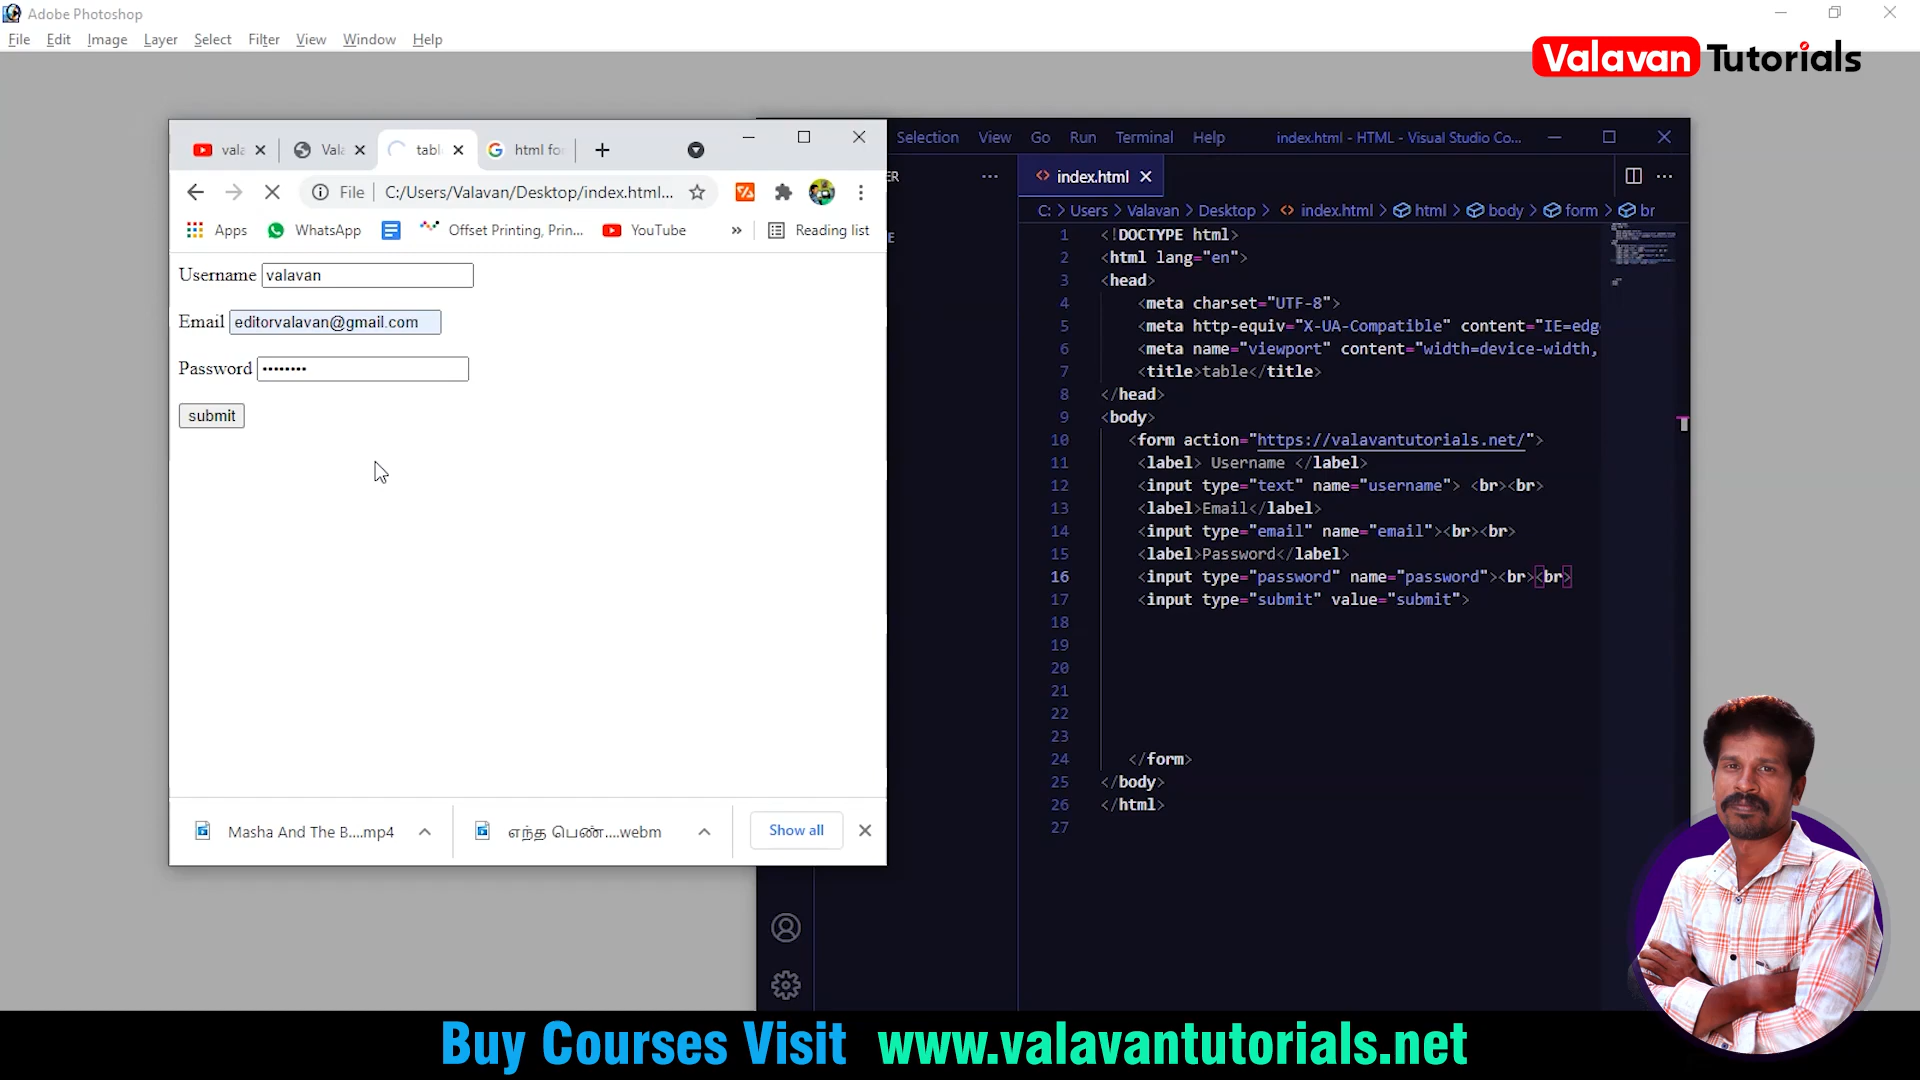 Adobe Photoshop
File Edit Image Layer Select Filter View Window Help
Valavan Tutorials
vala Vala tabl html fo
File C:/Users/Valavan/Desktop/index.html...
Apps WhatsApp Offset Printing, Prin... YouTube » Reading list
Username valavan
Email editorvalavan@gmail.com
Password ••••••••
submit
Masha And The B....mp4 எந்த பெண்....webm Show all
Selection View Go Run Terminal Help index.html - HTML - Visual Studio Co...
ER ... index.html
C: > Users > Valavan > Desktop > index.html > html > body > form > br
E
1 <!DOCTYPE html>
2 <html lang="en">
3 <head>
4 <meta charset="UTF-8">
5 <meta http-equiv="X-UA-Compatible" content="IE=edg
6 <meta name="viewport" content="width=device-width,
7 <title>table</title>
8 </head>
9 <body>
10 <form action="https://valavantutorials.net/">
11 <label> Username </label>
12 <input type="text" name="username"> <br><br>
13 <label>Email</label>
14 <input type="email" name="email"><br><br>
15 <label>Password</label>
16 <input type="password" name="password"><br><br>
17 <input type="submit" value="submit">
18
19
20
21
22
23
24 </form>
25 </body>
26 </html>
27
Buy Courses Visit www.valavantutorials.net